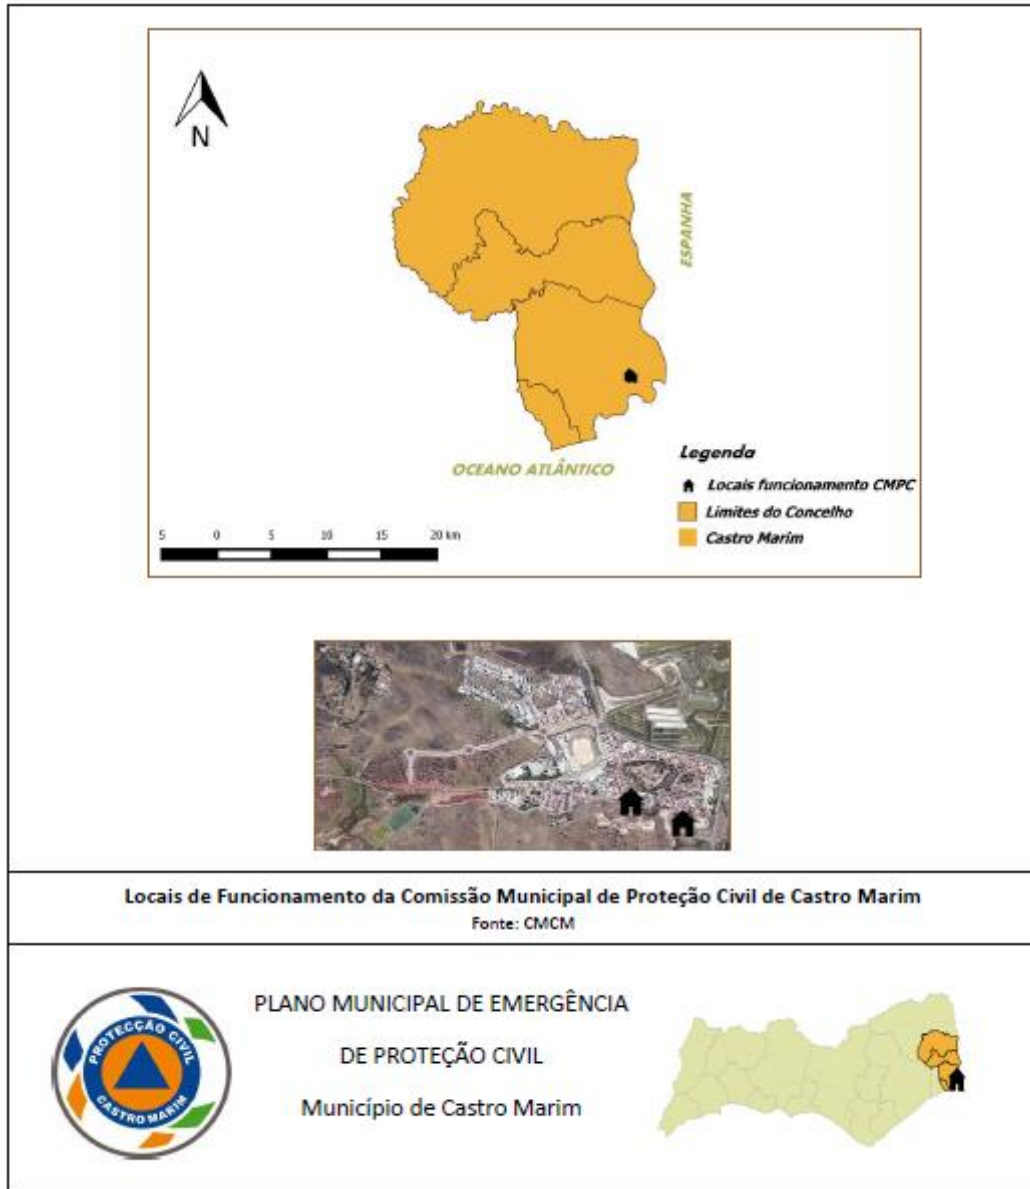 N
ESPANHA
OCEANO ATLÂNTICO
Legenda
Locais funcionamento CMPC
Limites do Concelho
Castro Marim
5 0 5 10 15 20 km
Locais de Funcionamento da Comissão Municipal de Proteção Civil de Castro Marim
Fonte: CMCM
PROTECÇÃO CIVIL
CASTRO MARIM
PLANO MUNICIPAL DE EMERGÊNCIA
DE PROTEÇÃO CIVIL
Município de Castro Marim